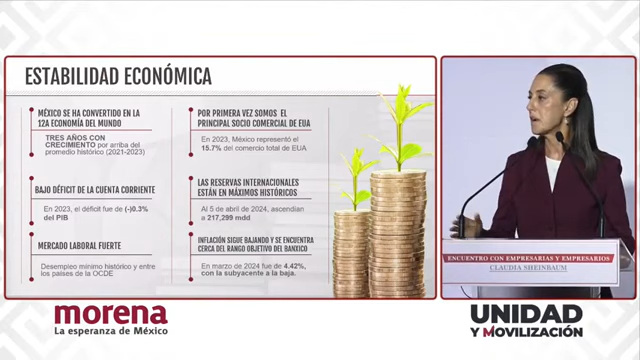 ESTABILIDAD ECONÓMICA
MÉXICO SE HA CONVERTIDO EN LA
12A ECONOMÍA DEL MUNDO
TRES AÑOS CON
CRECIMIENTO por arriba del
promedio histórico (2021-2023)
BAJO DÉFICIT DE LA CUENTA CORRIENTE
En 2023, el déficit fue de (-)0.3%
del PIB
MERCADO LABORAL FUERTE
Desempleo mínimo histórico y entre
los países de la OCDE
POR PRIMERA VEZ SOMOS EL
PRINCIPAL SOCIO COMERCIAL DE EUA
En 2023, México representó el
15.7% del comercio total de EUA
LAS RESERVAS INTERNACIONALES
ESTÁN EN MÁXIMOS HISTÓRICOS
Al 5 de abril de 2024, ascendían
a 217,299 mdd
INFLACIÓN SIGUE BAJANDO Y SE ENCUENTRA
CERCA DEL RANGO OBJETIVO DEL BANXICO
En marzo de 2024 fue de 4.42%,
con la subyacente a la baja.
ENCUENTRO CON EMPRESARIAS Y EMPRESARIOS
CLAUDIA SHEINBAUM
morena
La esperanza de México
UNIDAD
Y MOVILIZACIÓN